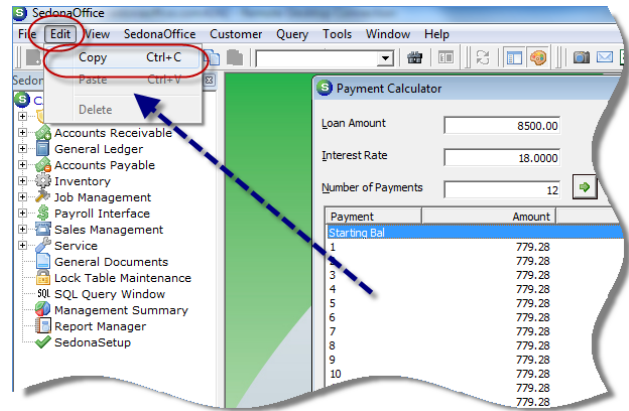 SedonaOffice
File Edit View SedonaOffice Customer Query Tools Window Help
Copy Ctrl+C
Paste Ctrl+V
Delete
Sedon
C
Accounts Receivable
General Ledger
Accounts Payable
Inventory
Job Management
Payroll Interface
Sales Management
Service
General Documents
Lock Table Maintenance
SQL SQL Query Window
Management Summary
Report Manager
SedonaSetup
S Payment Calculator
Loan Amount 8500.00
Interest Rate 18.0000
Number of Payments 12
Payment Amount
Starting Bal
1 779.28
2 779.28
3 779.28
4 779.28
5 779.28
6 779.28
7 779.28
8 779.28
9 779.28
10 779.28
779.28
779.28